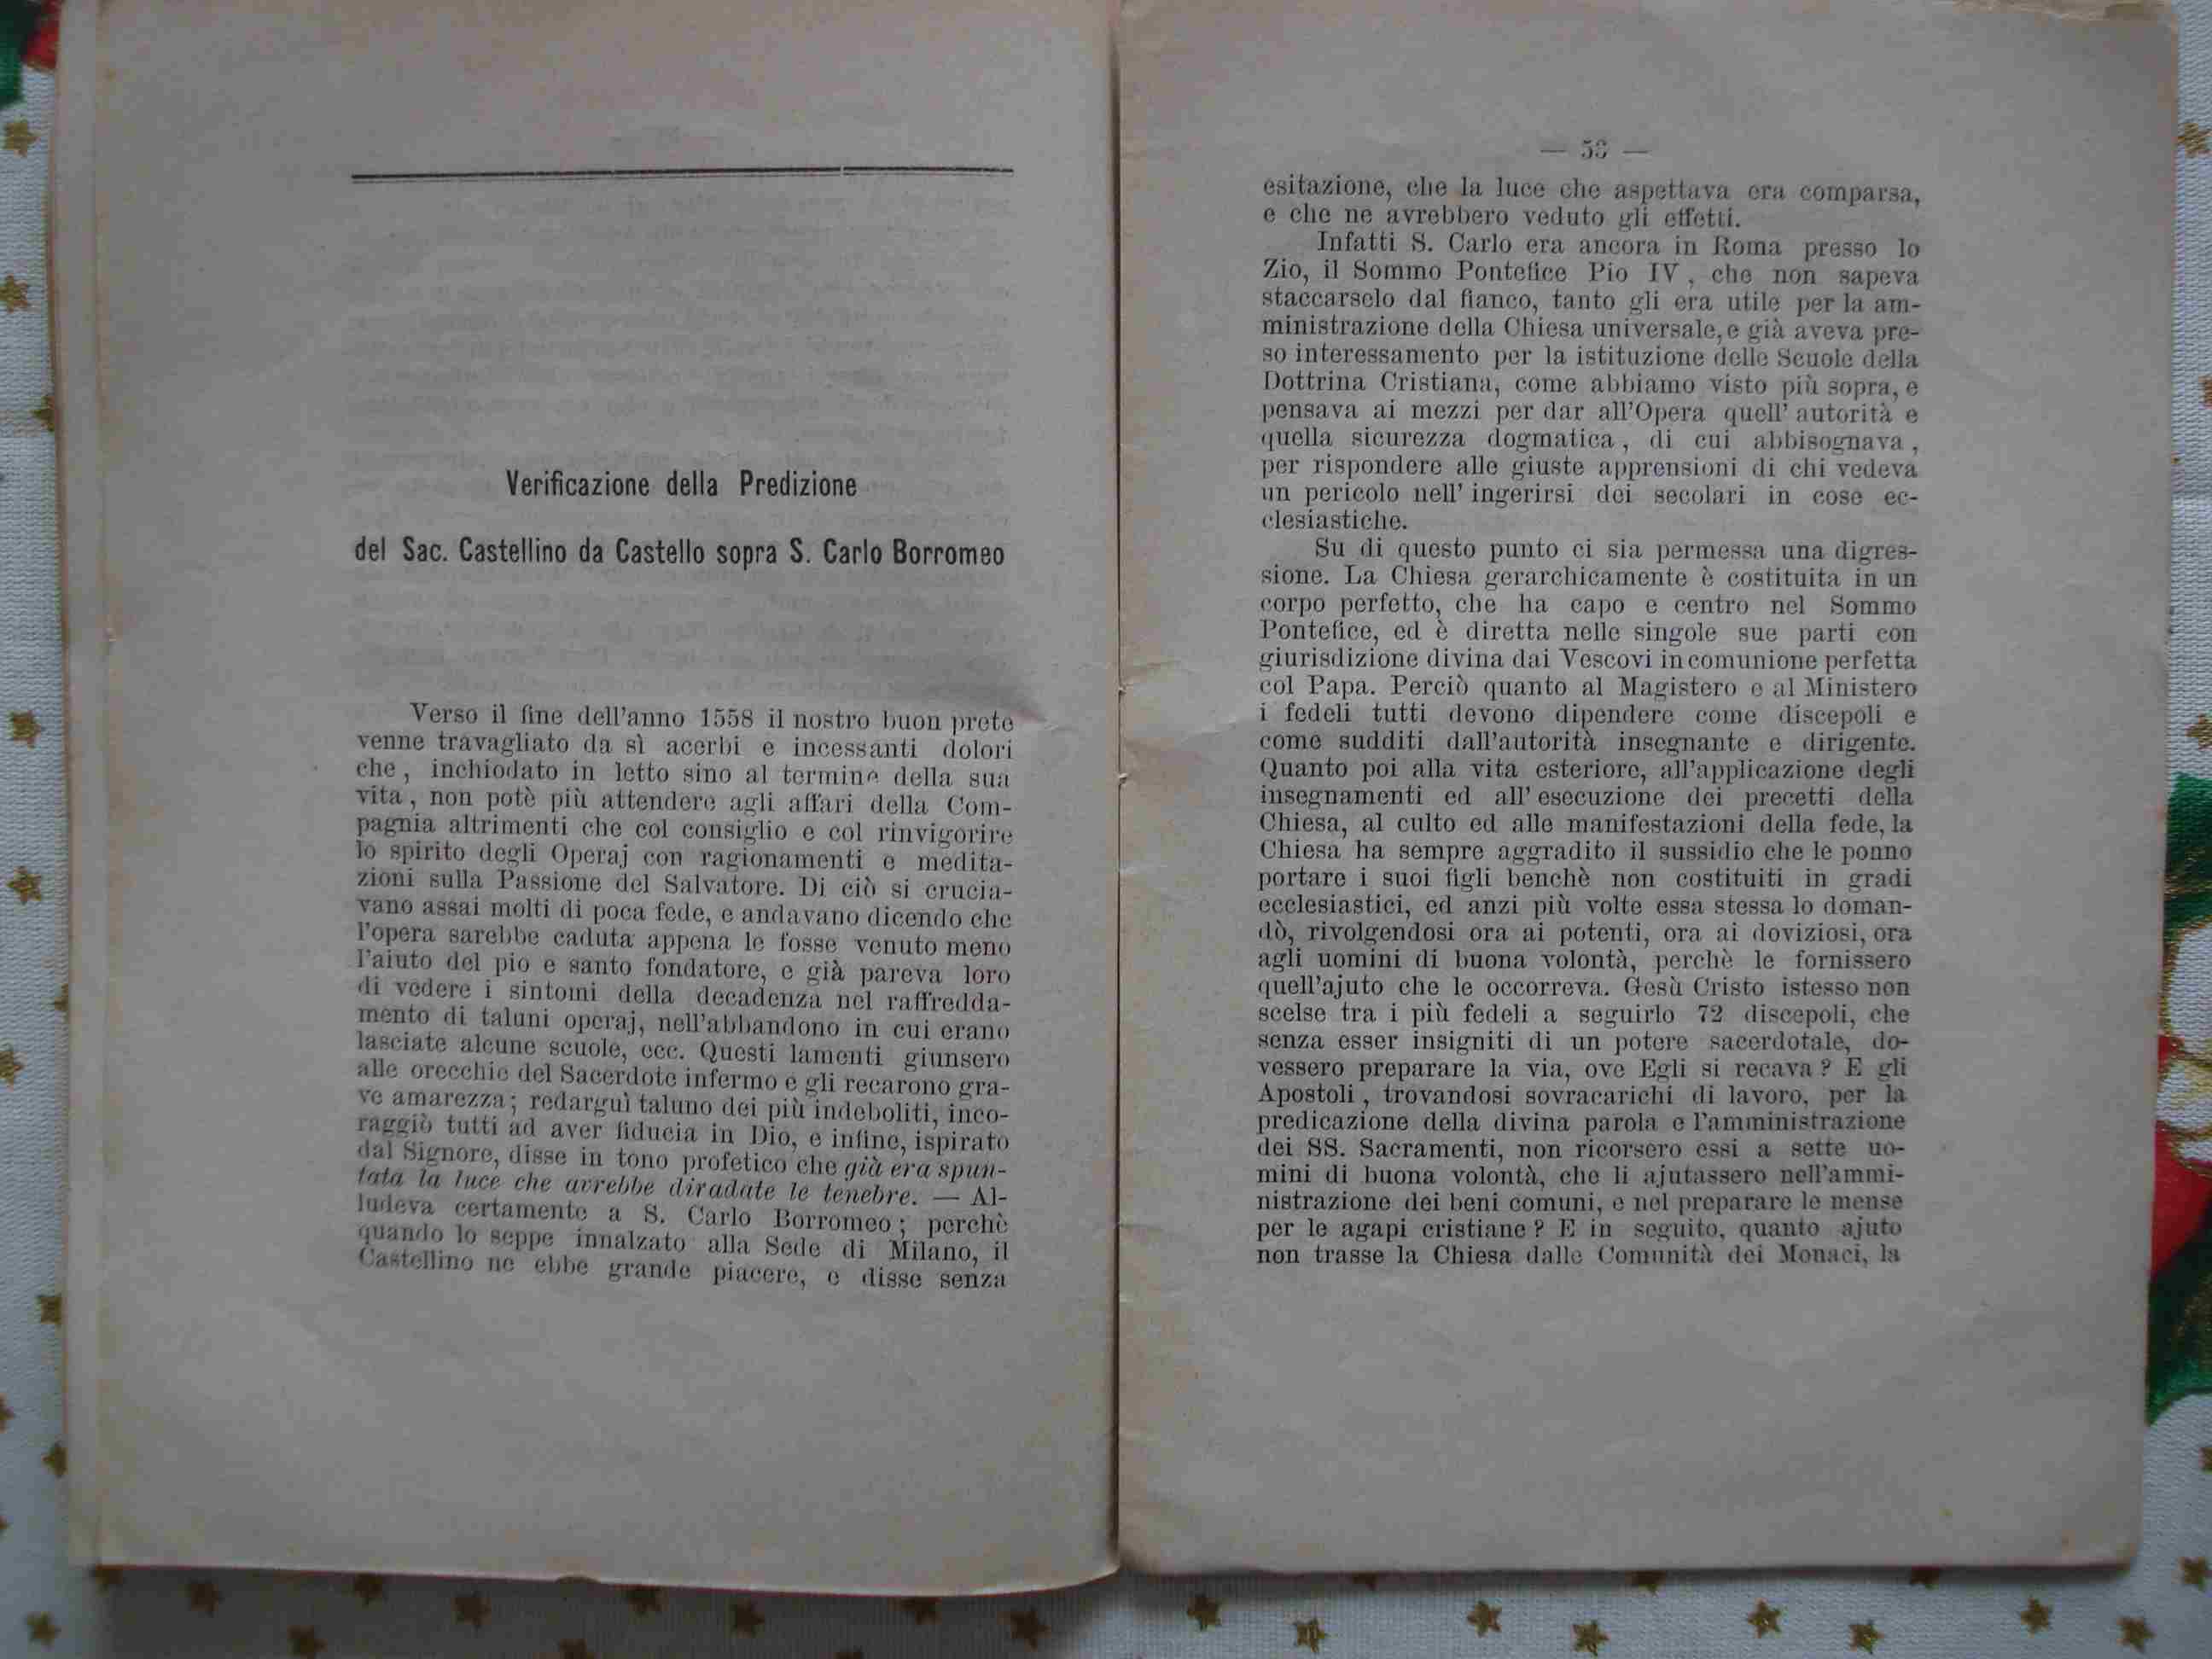 Verificazione della Predizione
del Sac. Castellino da Castello sopra S. Carlo Borromeo
Verso il fine dell'anno 1558 il nostro buon prete
venne travagliato da sì acerbi e incessanti dolori
che, inchiodato in letto sino al termine della sua
vita, non potè più attendere agli affari della Com-
pagnia altrimenti che col consiglio e col rinvigorire
lo spirito degli Operaj con ragionamenti e medita-
zioni sulla Passione del Salvatore. Di ciò si crucia-
vano assai molti di poca fede, e andavano dicendo che
l'opera sarebbe caduta appena le fosse venuto meno
l'aiuto del pio e santo fondatore, e già pareva loro
di vedere i sintomi della decadenza nel raffredda-
mento di taluni operaj, nell'abbandono in cui erano
lasciate alcune scuole, ecc. Questi lamenti giunsero
alle orecchie del Sacerdote infermo e gli recarono gra-
ve amarezza; redarguì taluno dei più indeboliti, inco-
raggiò tutti ad aver fiducia in Dio, e infine, ispirato
dal Signore, disse in tono profetico che già era spun-
tata la luce che avrebbe diradate le tenebre. — Al-
ludeva certamente a S. Carlo Borromeo; perchè
quando lo seppe innalzato alla Sede di Milano, il
Castellino ne ebbe grande piacere, e disse senza
— 53 —
esitazione, che la luce che aspettava era comparsa,
e che ne avrebbero veduto gli effetti.
Infatti S. Carlo era ancora in Roma presso lo
Zio, il Sommo Pontefice Pio IV, che non sapeva
staccarselo dal fianco, tanto gli era utile per la am-
ministrazione della Chiesa universale, e già aveva pre-
so interessamento per la istituzione delle Scuole della
Dottrina Cristiana, come abbiamo visto più sopra, e
pensava ai mezzi per dar all'Opera quell' autorità e
quella sicurezza dogmatica, di cui abbisognava,
per rispondere alle giuste apprensioni di chi vedeva
un pericolo nell' ingerirsi dei secolari in cose ec-
clesiastiche.
Su di questo punto ci sia permessa una digres-
sione. La Chiesa gerarchicamente è costituita in un
corpo perfetto, che ha capo e centro nel Sommo
Pontefice, ed è diretta nelle singole sue parti con
giurisdizione divina dai Vescovi in comunione perfetta
col Papa. Perciò quanto al Magistero e al Ministero
i fedeli tutti devono dipendere come discepoli e
come sudditi dall'autorità insegnante e dirigente.
Quanto poi alla vita esteriore, all'applicazione degli
insegnamenti ed all' esecuzione dei precetti della
Chiesa, al culto ed alle manifestazioni della fede, la
Chiesa ha sempre aggradito il sussidio che le ponno
portare i suoi figli benchè non costituiti in gradi
ecclesiastici, ed anzi più volte essa stessa lo doman-
dò, rivolgendosi ora ai potenti, ora ai doviziosi, ora
agli uomini di buona volontà, perchè le fornissero
quell'ajuto che le occorreva. Gesù Cristo istesso non
scelse tra i più fedeli a seguirlo 72 discepoli, che
senza esser insigniti di un potere sacerdotale, do-
vessero preparare la via, ove Egli si recava? E gli
Apostoli, trovandosi sovracarichi di lavoro, per la
predicazione della divina parola e l'amministrazione
dei SS. Sacramenti, non ricorsero essi a sette uo-
mini di buona volontà, che li ajutassero nell'ammi-
nistrazione dei beni comuni, e nel preparare le mense
per le agapi cristiane? E in seguito, quanto ajuto
non trasse la Chiesa dalle Comunità dei Monaci, la